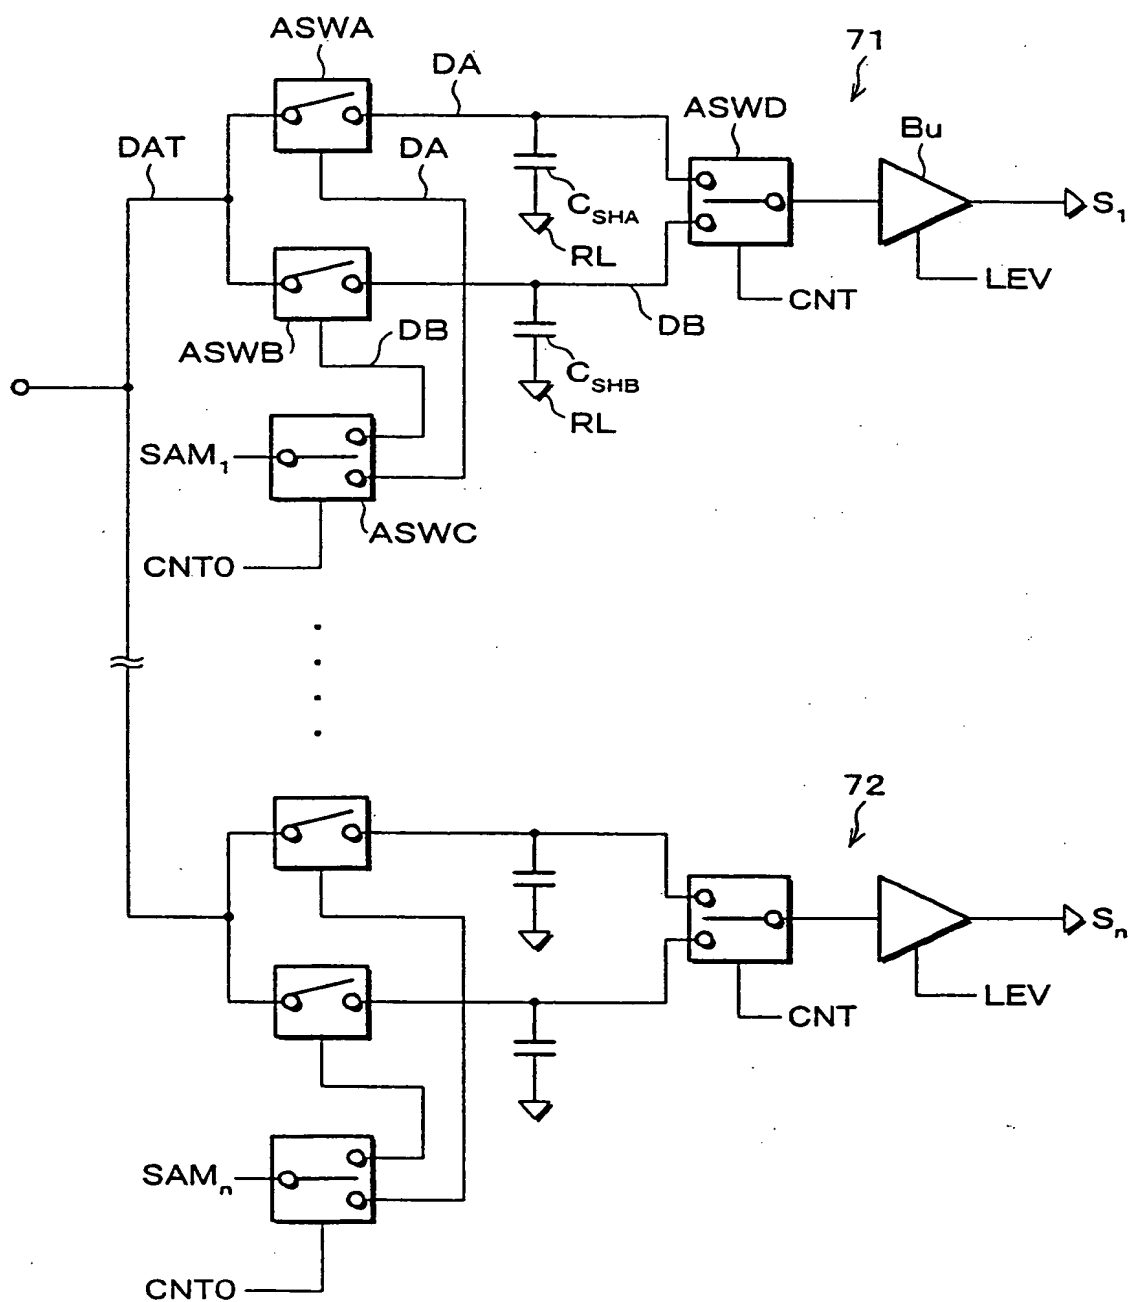 ASWA
71
DA
ASWD
Bu
DAT
DA
C_SHA
S_1
RL
LEV
CNT
ASWB
DB
DB
C_SHB
RL
SAM_1
ASWC
CNT0
72
S_n
LEV
CNT
SAM_n
CNT0